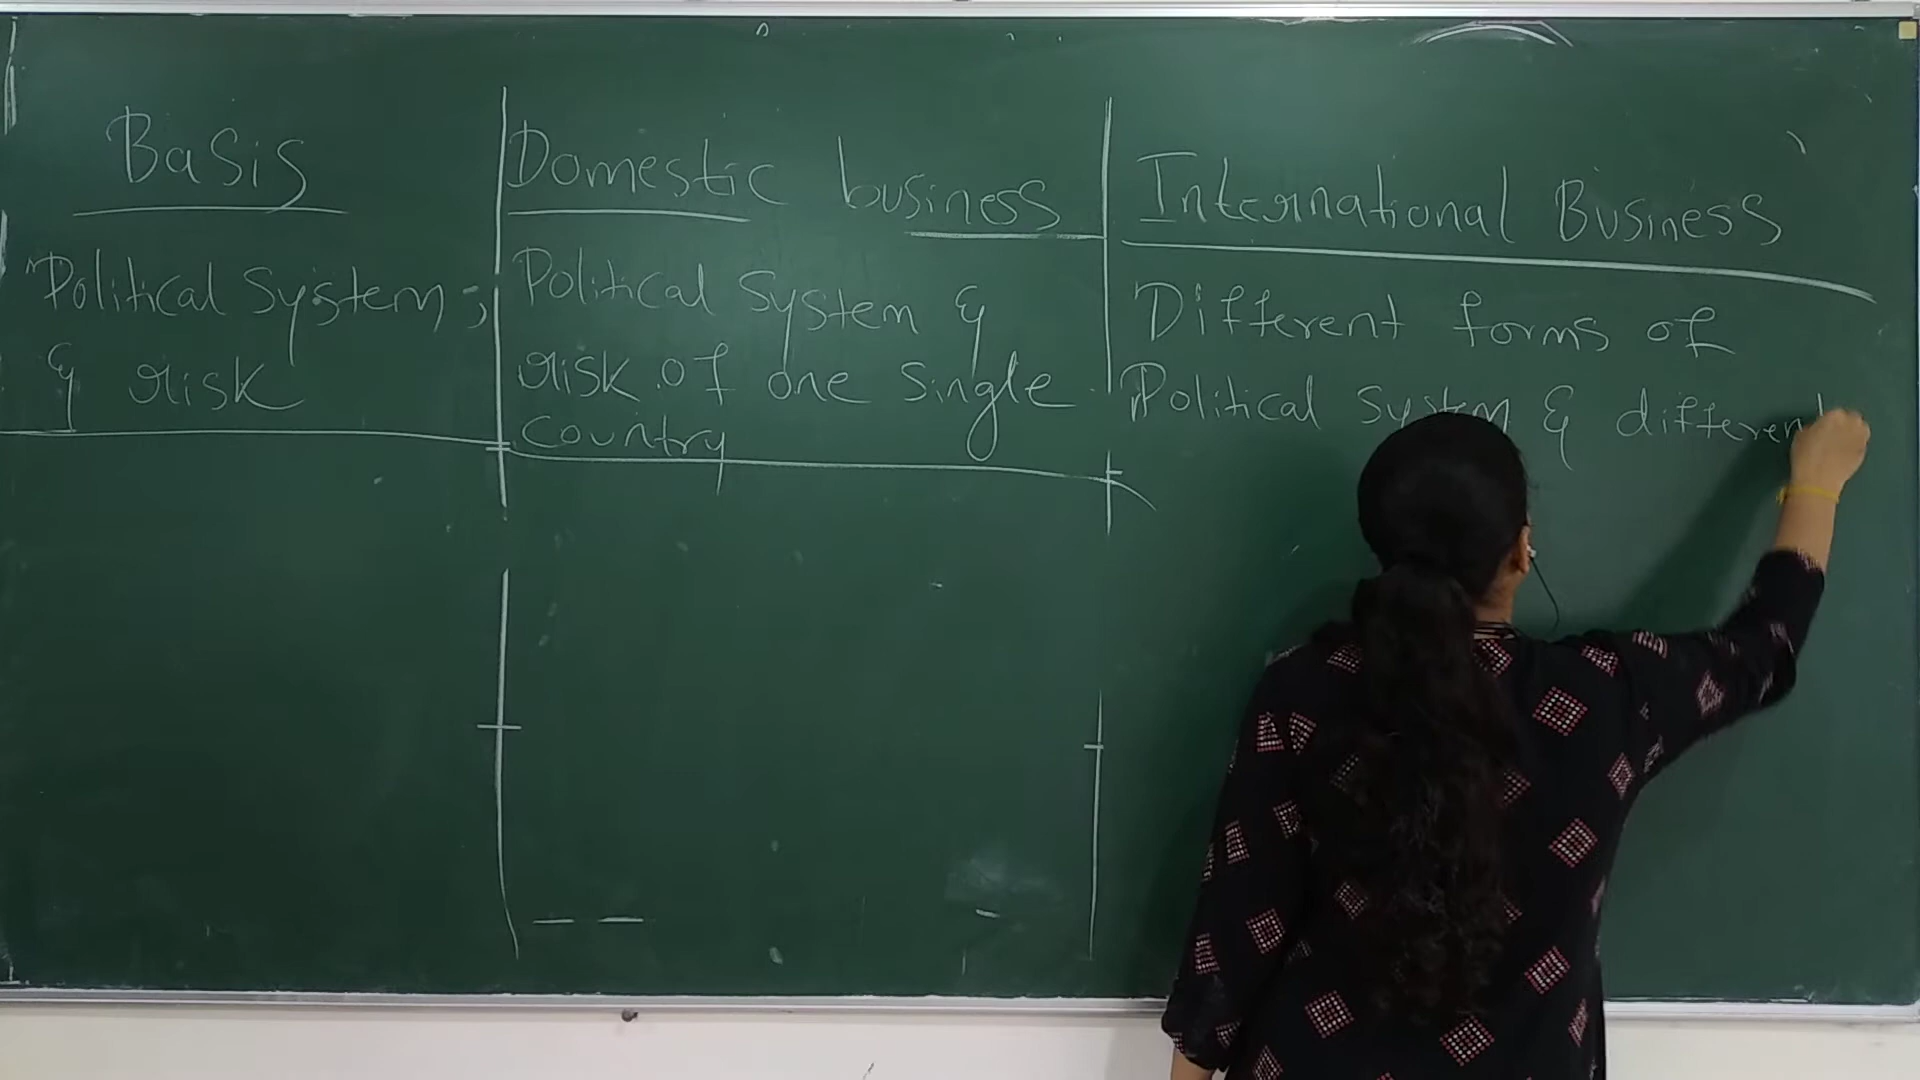 Basis
Political System;
& risk
Domestic business
Political System &
risk of one Single
Country
International Business
Different forms of
Political System & different